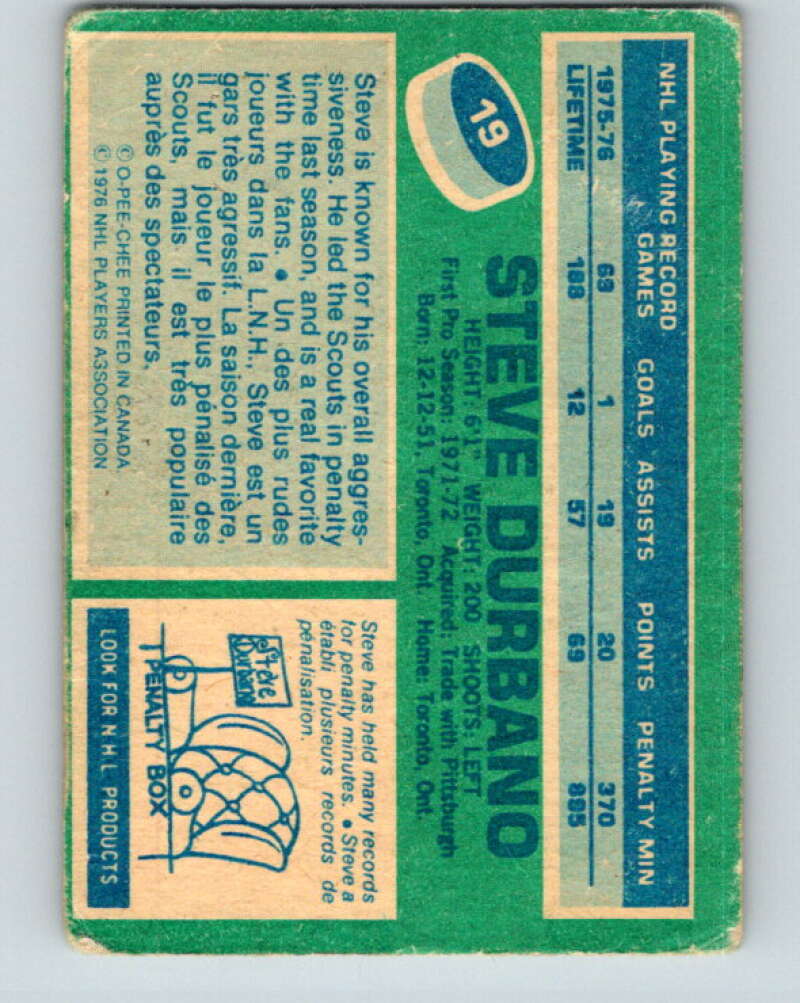 NHL PLAYING RECORD
GAMES GOALS ASSISTS POINTS PENALTY MIN
1975-76 68 1 19 20 370
LIFETIME 188 12 57 69 895
19
STEVE DURBANO
HEIGHT: 6'1" WEIGHT: 200 SHOOTS: LEFT
First Pro Season: 1971-72 Acquired: Trade with Pittsburgh
Born: 12-12-51, Toronto, Ont. Home: Toronto, Ont.
Steve is known for his overall aggres-
siveness. He led the Scouts in penalty
time last season, and is a real favorite
with the fans. • Un des plus rudes
joueurs dans la L.N.H., Steve est un
gars très agressif. La saison dernière,
il fut le joueur le plus pénalisé des
Scouts, mais il est très populaire
auprès des spectateurs.
© O-PEE-CHEE PRINTED IN CANADA
© 1976 NHL PLAYERS ASSOCIATION
Steve has held many records
for penalty minutes. • Steve a
établi plusieurs records de
pénalisation.
Steve
Durbano
PENALTY BOX
LOOK FOR N.H.L. PRODUCTS